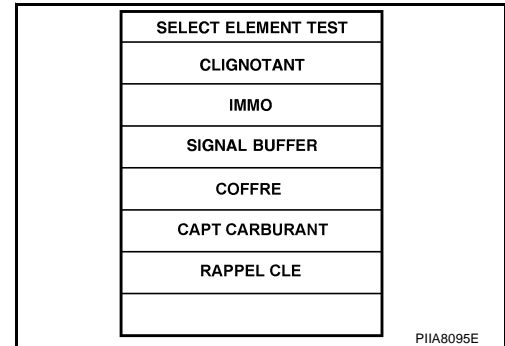 SELECT ELEMENT TEST
CLIGNOTANT
IMMO
SIGNAL BUFFER
COFFRE
CAPT CARBURANT
RAPPEL CLE
PIIA8095E